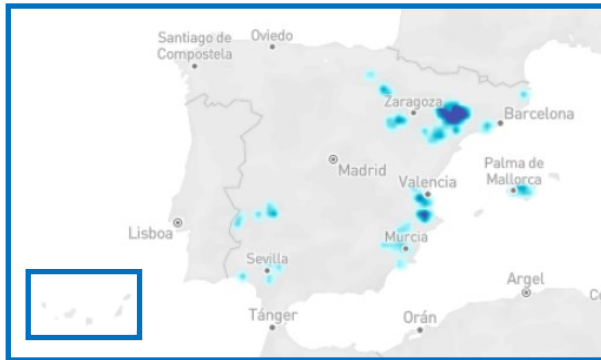 Santiago de
Compostela
Oviedo
Zaragoza
Barcelona
Madrid
Palma de
Mallorca
Valencia
Lisboa
Murcia
Sevilla
Argel
Tánger
Orán